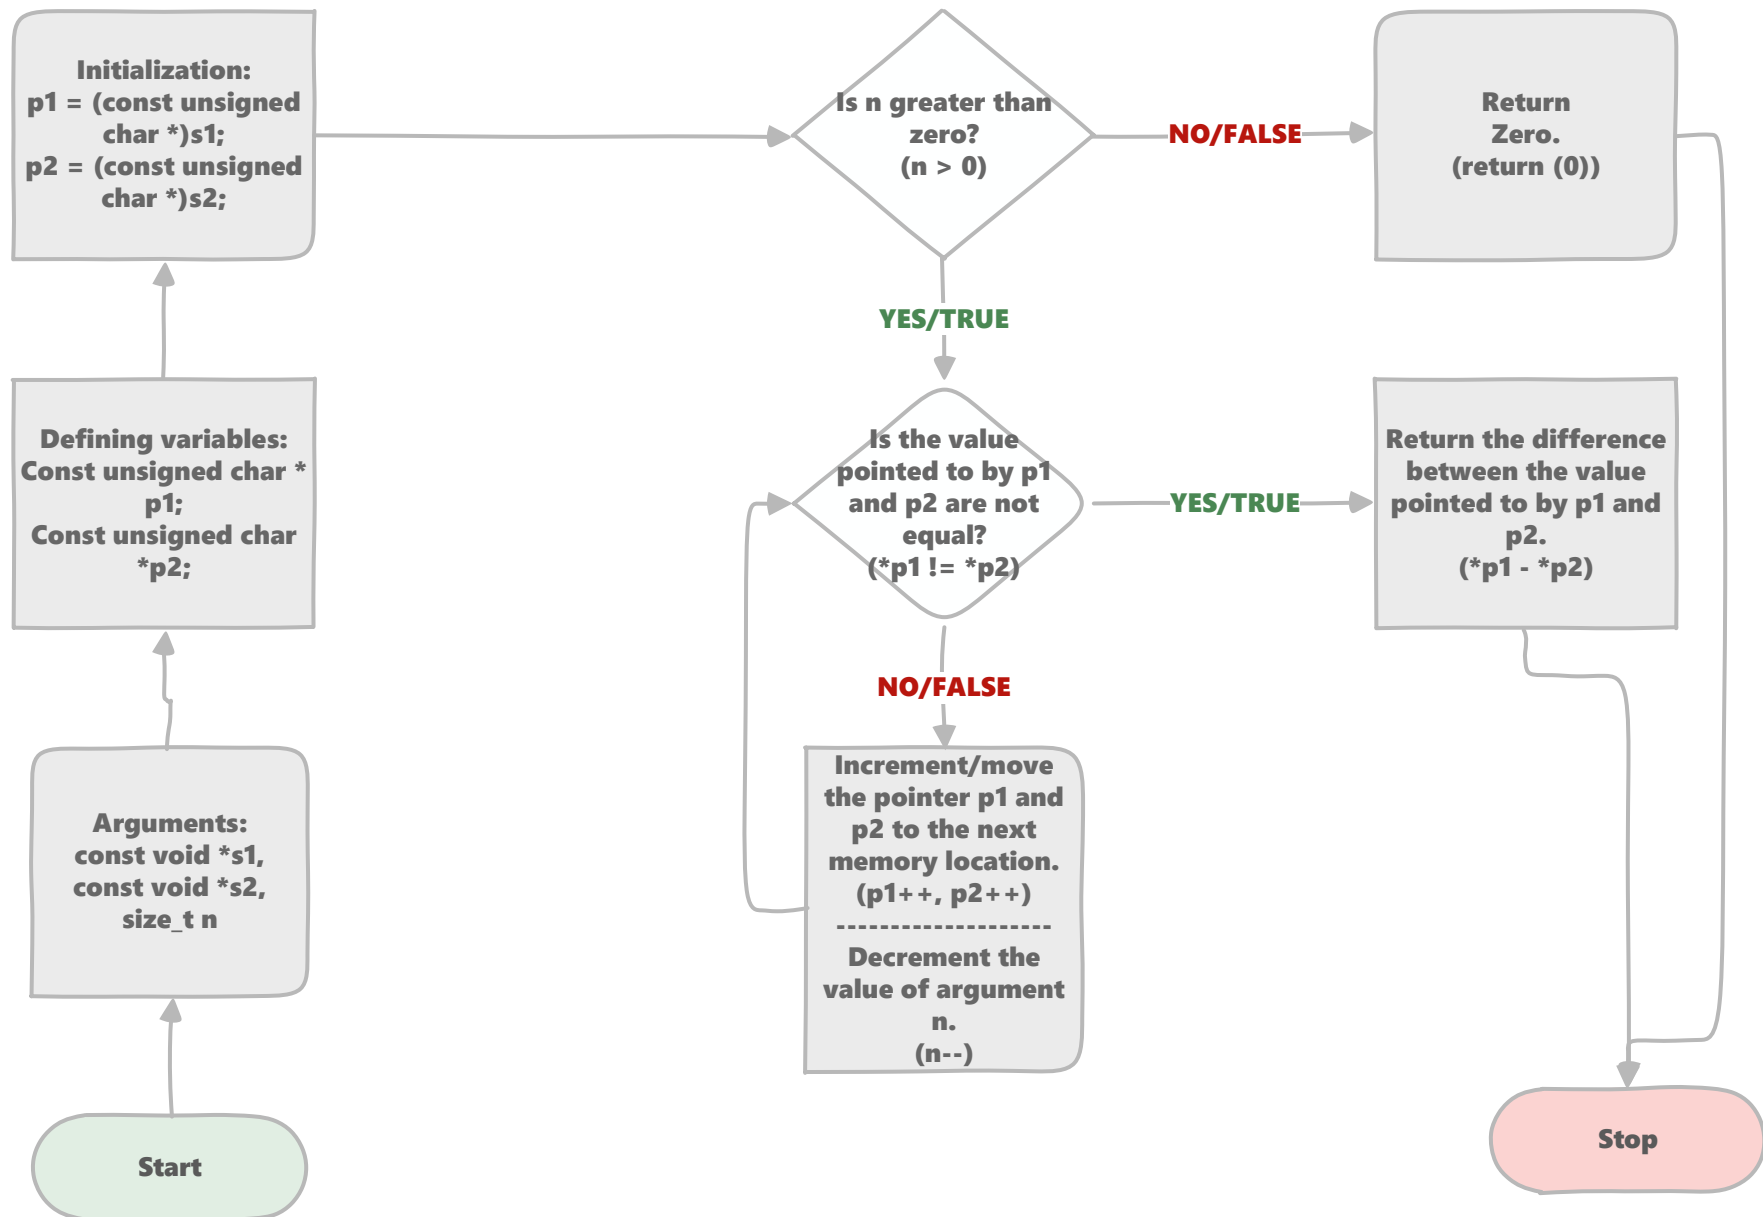 Initialization:
p1 = (const unsigned
char *)s1;
p2 = (const unsigned
char *)s2;
Is n greater than
zero?
(n > 0)
NO/FALSE
Return
Zero.
(return (0))
YES/TRUE
Defining variables:
Const unsigned char *
p1;
Const unsigned char
*p2;
Is the value
pointed to by p1
and p2 are not
equal?
(*p1 != *p2)
YES/TRUE
Return the difference
between the value
pointed to by p1 and
p2.
(*p1 - *p2)
NO/FALSE
Arguments:
const void *s1,
const void *s2,
size_t n
Increment/move
the pointer p1 and
p2 to the next
memory location.
(p1++, p2++)
--------------------
Decrement the
value of argument
n.
(n--)
Start
Stop